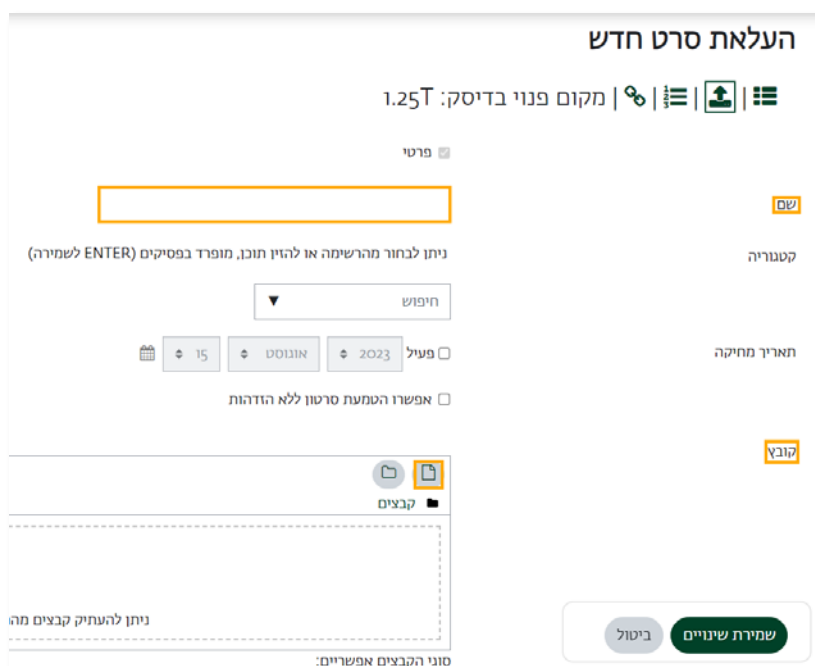 העלאת סרט חדש
| | | | מקום פנוי בדיסק: 1.25T
פרטי
שם
קטגוריה
ניתן לבחור מהרשימה או להזין תוכן, מופרד בפסיקים (ENTER לשמירה)
חיפוש
תאריך מחיקה
פעיל 2023 אוגוסט 15
אפשרו הטמעת סרטון ללא הזדהות
קובץ
קבצים
ניתן להעתיק קבצים
שמירת שינויים ביטול
סוגי הקבצים אפשריים: